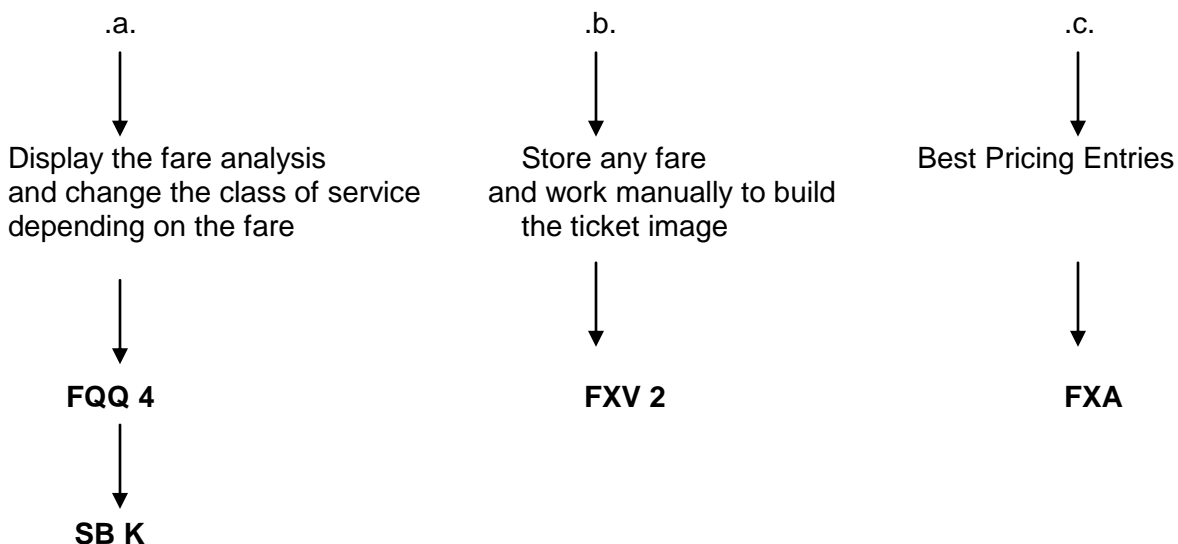 .a.
Display the fare analysis
and change the class of service
depending on the fare
FQQ 4
SB K
.b.
Store any fare
and work manually to build
the ticket image
FXV 2
.c.
Best Pricing Entries
FXA